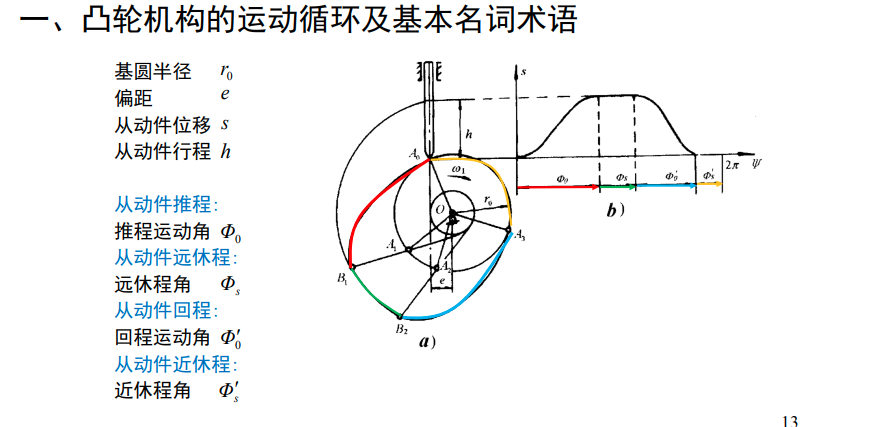 一、凸轮机构的运动循环及基本名词术语
基圆半径 r₀
偏距 e
从动件位移 s
从动件行程 h
从动件推程:
推程运动角 Φ₀
从动件远休程:
远休程角 Φₛ
从动件回程:
回程运动角 Φ′₀
从动件近休程:
近休程角 Φ′ₛ
s
h
A₀
ω₁
2π
ψ
Φ₀
Φₛ
Φ′₀
Φ′ₛ
O
r₀
b)
A₁
A₃
A₂
B₁
e
B₂
a)
13